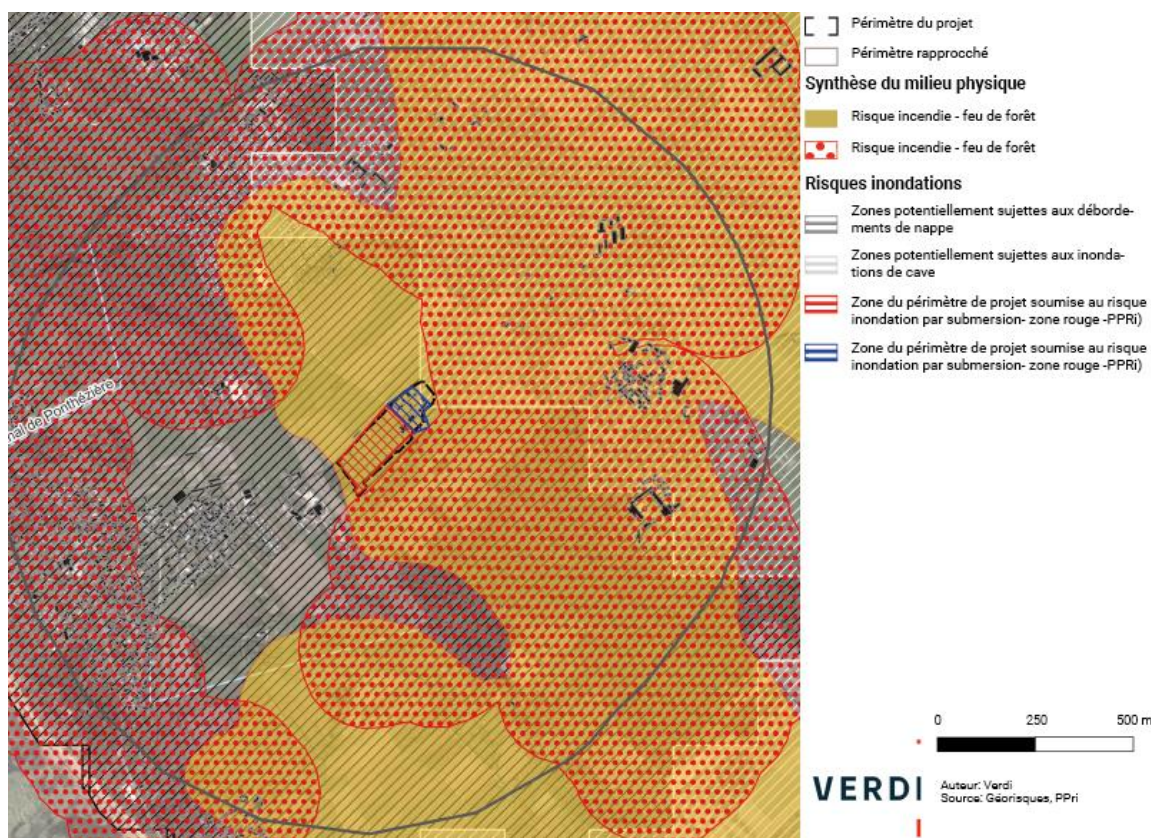 Périmètre du projet
Périmètre rapprocché
Synthèse du milieu physique
Risque incendie - feu de forêt
Risque incendie - feu de forêt
Risques inondations
Zones potentiellement sujettes aux déborde-
ments de nappe
Zones potentiellement sujettes aux inonda-
tions de cave
Zone du périmètre de projet soumise au risque
inondation par submersion- zone rouge -PPRi)
Zone du périmètre de projet soumise au risque
inondation par submersion- zone rouge -PPRi)
nal de Ponthézière
0 250 500 m
VERDI
Auteur: Verdi
Source: Géorisques, PPri